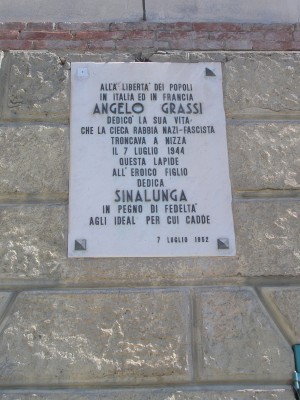 ALLA LIBERTA' DEI POPOLI
IN ITALIA ED IN FRANCIA
ANGELO GRASSI
DEDICO' LA SUA VITA
CHE LA CIECA RABBIA NAZI-FASCISTA
TRONCAVA A NIZZA
IL 7 LUGLIO 1944
QUESTA LAPIDE
ALL'EROICO FIGLIO
DEDICA
SINALUNGA
IN PEGNO DI FEDELTA'
AGLI IDEAL PER CUI CADDE
7 LUGLIO 1952